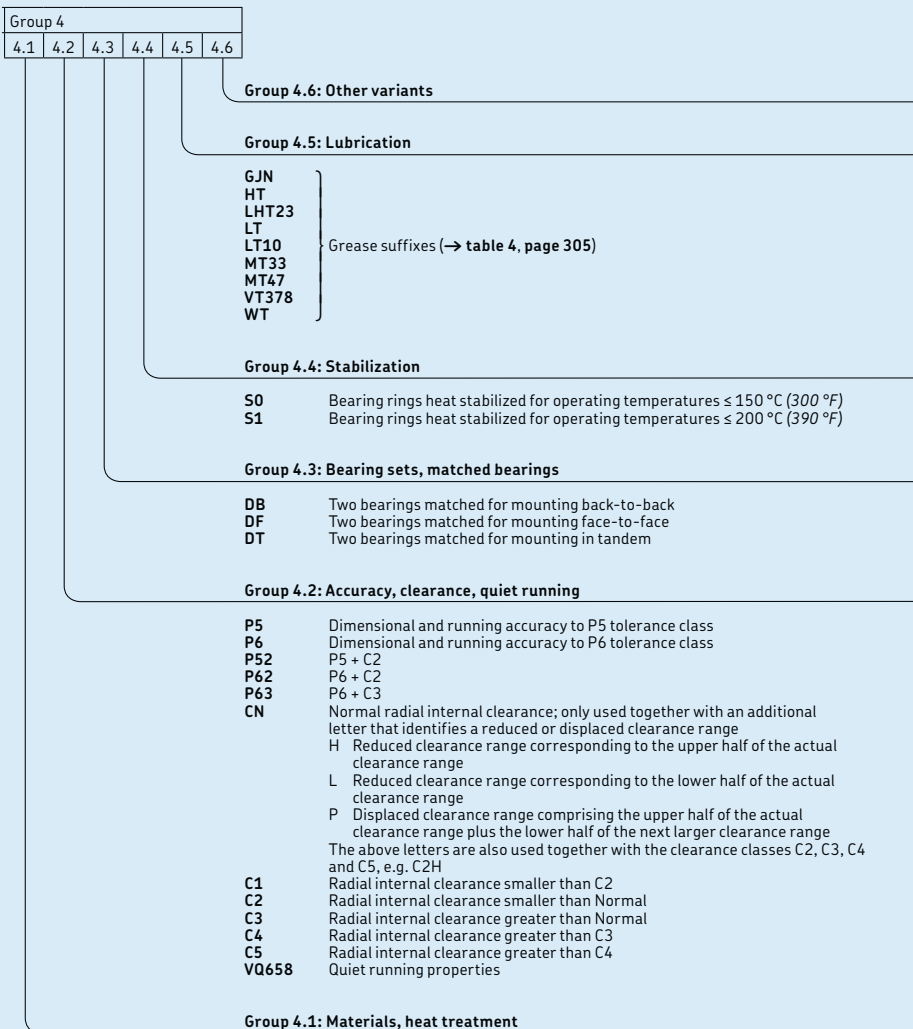 Group 4
4.1 4.2 4.3 4.4 4.5 4.6
Group 4.6: Other variants
Group 4.5: Lubrication
GJN
HT
LHT23
LT
LT10 Grease suffixes (→ table 4, page 305)
MT33
MT47
VT378
WT
Group 4.4: Stabilization
S0 Bearing rings heat stabilized for operating temperatures ≤ 150 °C (300 °F)
S1 Bearing rings heat stabilized for operating temperatures ≤ 200 °C (390 °F)
Group 4.3: Bearing sets, matched bearings
DB Two bearings matched for mounting back-to-back
DF Two bearings matched for mounting face-to-face
DT Two bearings matched for mounting in tandem
Group 4.2: Accuracy, clearance, quiet running
P5 Dimensional and running accuracy to P5 tolerance class
P6 Dimensional and running accuracy to P6 tolerance class
P52 P5 + C2
P62 P6 + C2
P63 P6 + C3
CN Normal radial internal clearance; only used together with an additional
letter that identifies a reduced or displaced clearance range
H Reduced clearance range corresponding to the upper half of the actual
clearance range
L Reduced clearance range corresponding to the lower half of the actual
clearance range
P Displaced clearance range comprising the upper half of the actual
clearance range plus the lower half of the next larger clearance range
The above letters are also used together with the clearance classes C2, C3, C4
and C5, e.g. C2H
C1 Radial internal clearance smaller than C2
C2 Radial internal clearance smaller than Normal
C3 Radial internal clearance greater than Normal
C4 Radial internal clearance greater than C3
C5 Radial internal clearance greater than C4
VQ658 Quiet running properties
Group 4.1: Materials, heat treatment